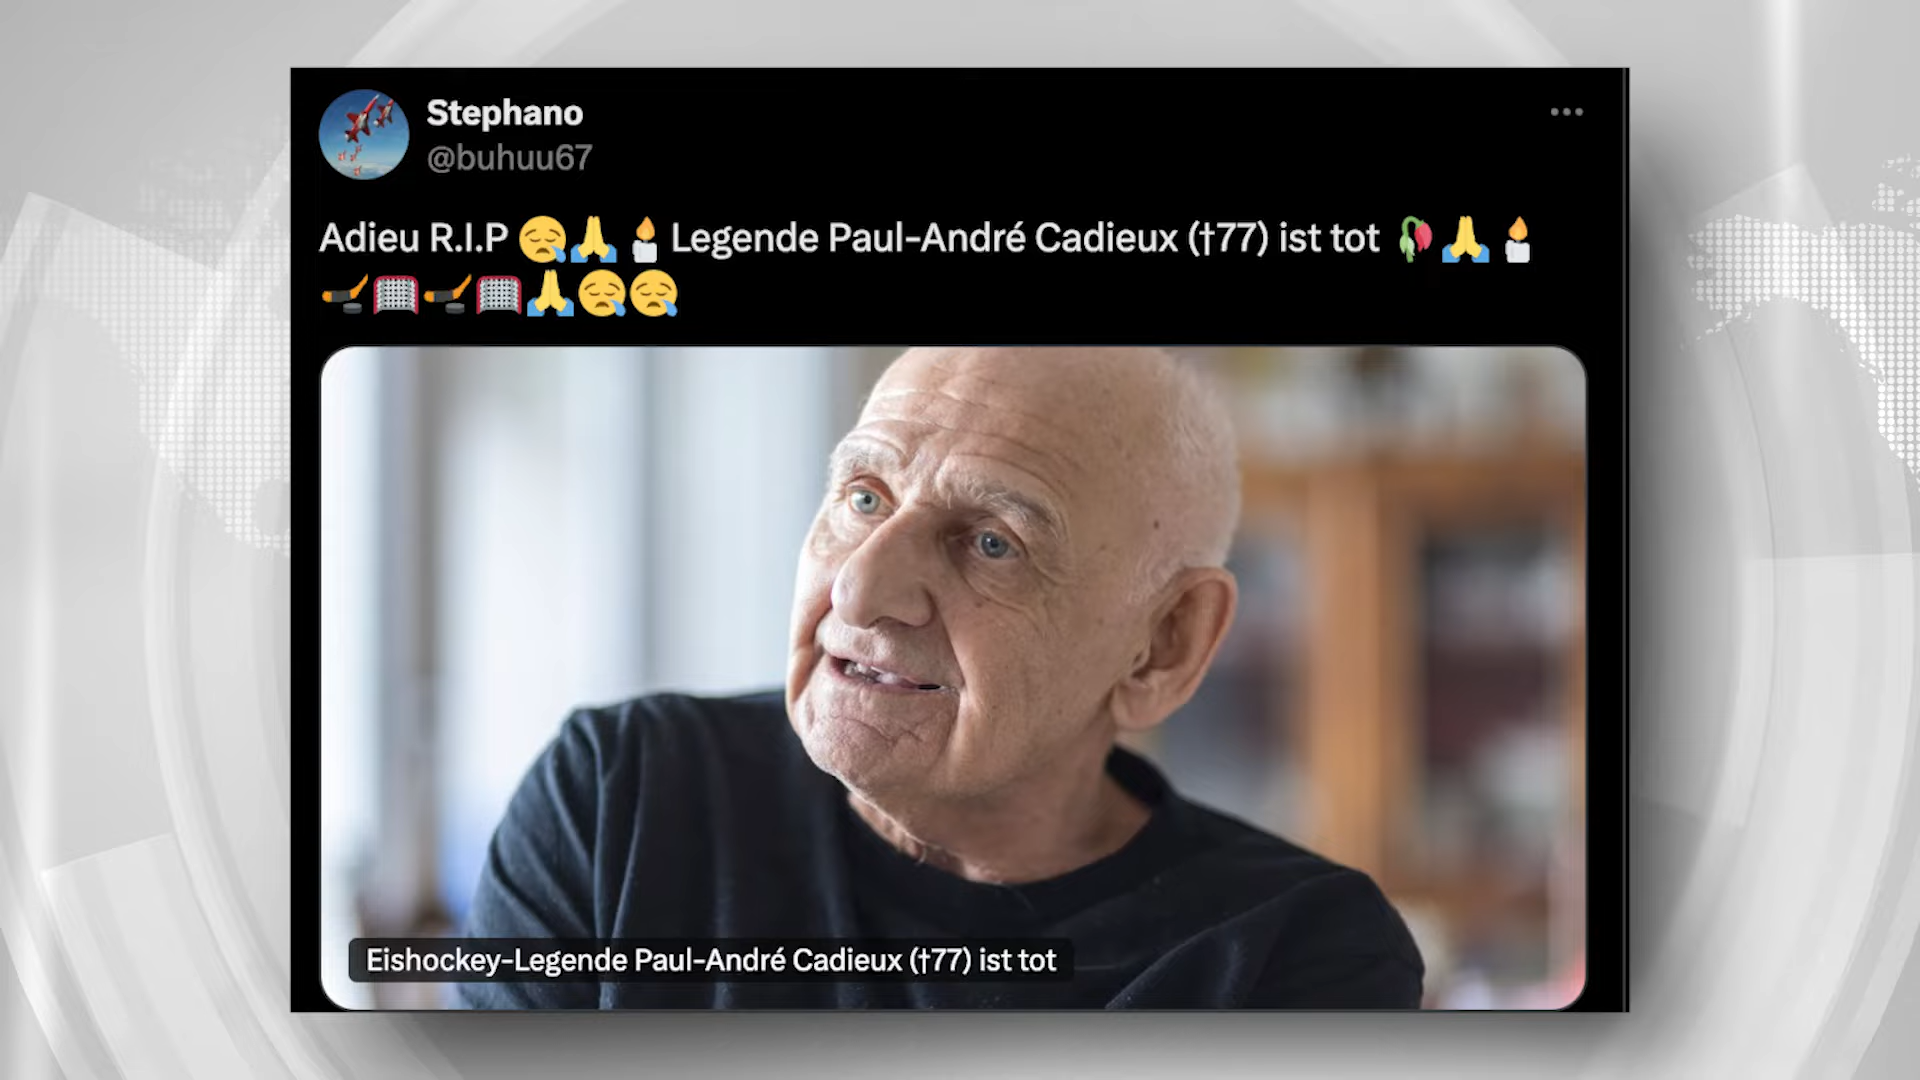 Stephano
@buhuu67
Adieu R.I.P 😪🙏🕯️Legende Paul-André Cadieux (†77) ist tot 🥀🙏🕯️
🏒🥅🏒🥅🙏😪😪
Eishockey-Legende Paul-André Cadieux (†77) ist tot